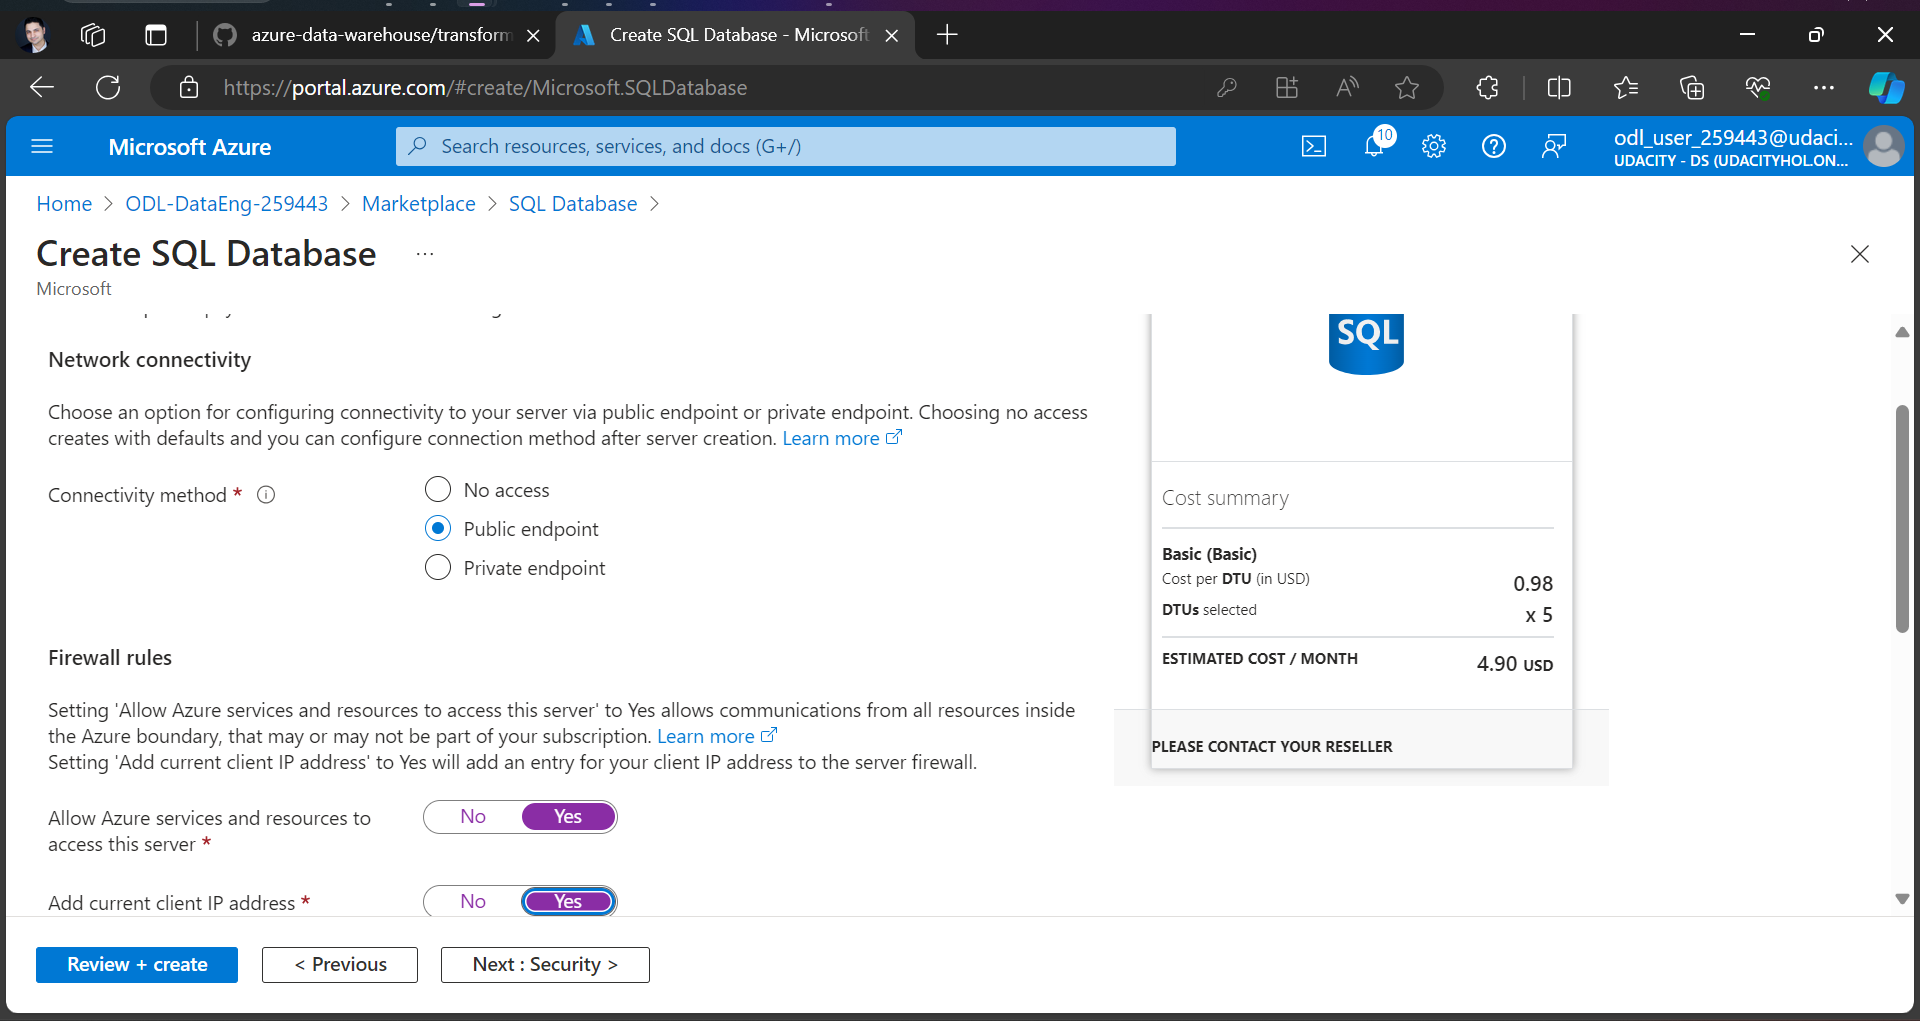 azure-data-warehouse/transform
Create SQL Database - Microsoft
https://portal.azure.com/#create/Microsoft.SQLDatabase
Microsoft Azure
Search resources, services, and docs (G+/)
10
odl_user_259443@udaci...
UDACITY - DS (UDACITYHOL.ON...
Home > ODL-DataEng-259443 > Marketplace > SQL Database >
Create SQL Database ...
Microsoft
Network connectivity
Choose an option for configuring connectivity to your server via public endpoint or private endpoint. Choosing no access
creates with defaults and you can configure connection method after server creation. Learn more
Connectivity method *
No access
Public endpoint
Private endpoint
Firewall rules
Setting 'Allow Azure services and resources to access this server' to Yes allows communications from all resources inside
the Azure boundary, that may or may not be part of your subscription. Learn more
Setting 'Add current client IP address' to Yes will add an entry for your client IP address to the server firewall.
Allow Azure services and resources to
access this server *
No Yes
Add current client IP address *
No Yes
SQL
Cost summary
Basic (Basic)
Cost per DTU (in USD) 0.98
DTUs selected x 5
ESTIMATED COST / MONTH 4.90 USD
PLEASE CONTACT YOUR RESELLER
Review + create
< Previous
Next : Security >